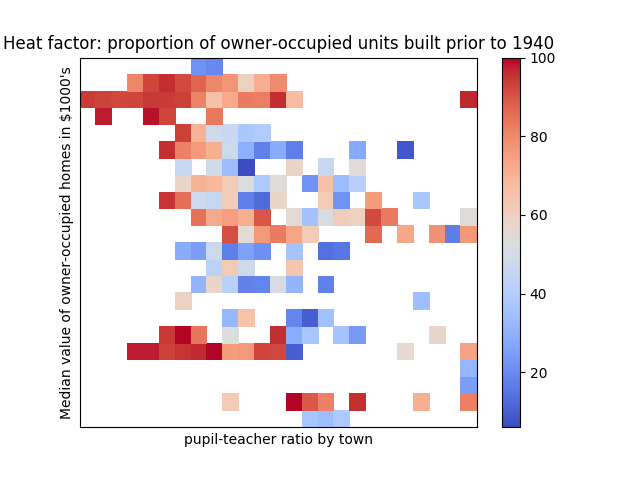 Heat factor: proportion of owner-occupied units built prior to 1940
Median value of owner-occupied homes in $1000's
pupil-teacher ratio by town
100
80
60
40
20